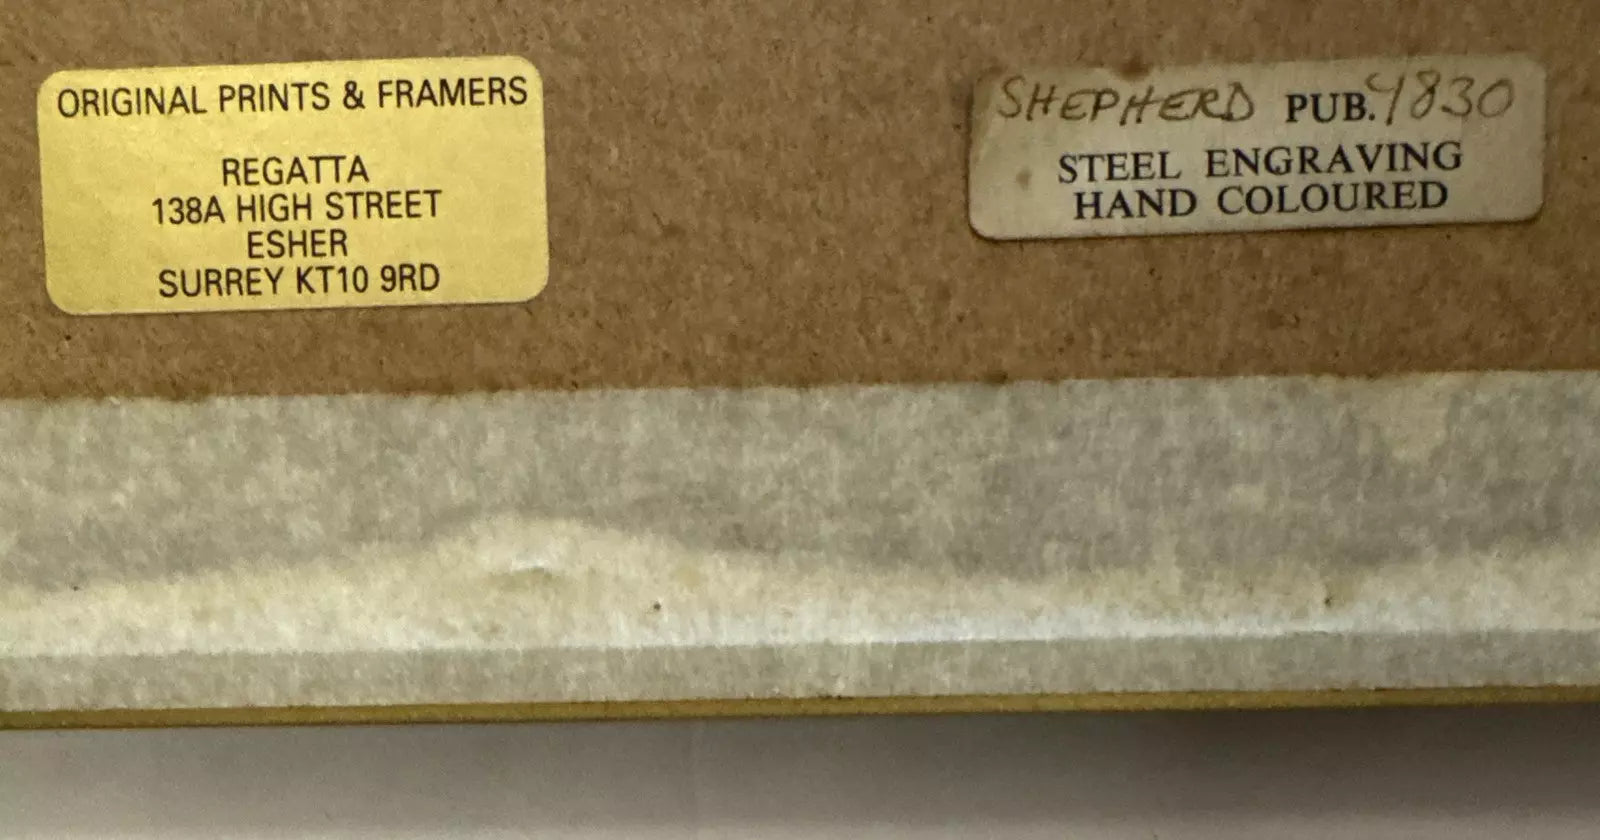 ORIGINAL PRINTS & FRAMERS
REGATTA
138A HIGH STREET
ESHER
SURREY KT10 9RD
SHEPHERD PUB. 1830
STEEL ENGRAVING
HAND COLOURED